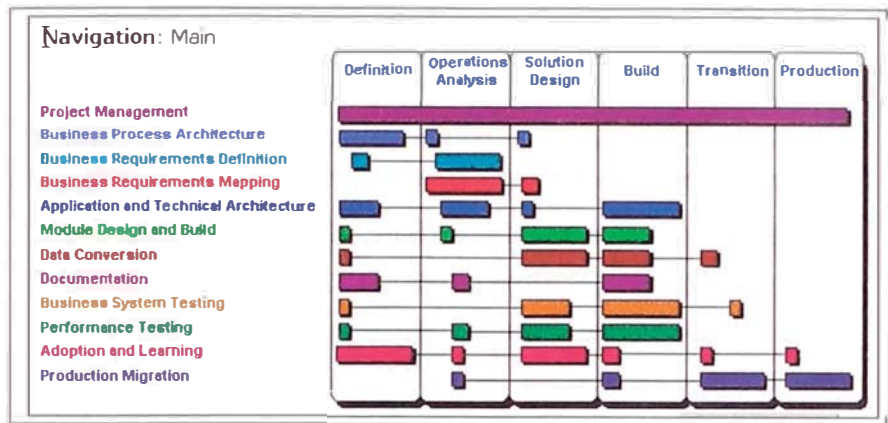 Navigation: Main
Definition
Operations
Analysis
Solution
Design
Build
Transition
Production
Project Management
Business Process Architecture
Business Requirements Definition
Business Requirements Mapping
Application and Technical Architecture
Module Design and Build
Data Conversion
Documentation
Business System Testing
Performance Testing
Adoption and Learning
Production Migration